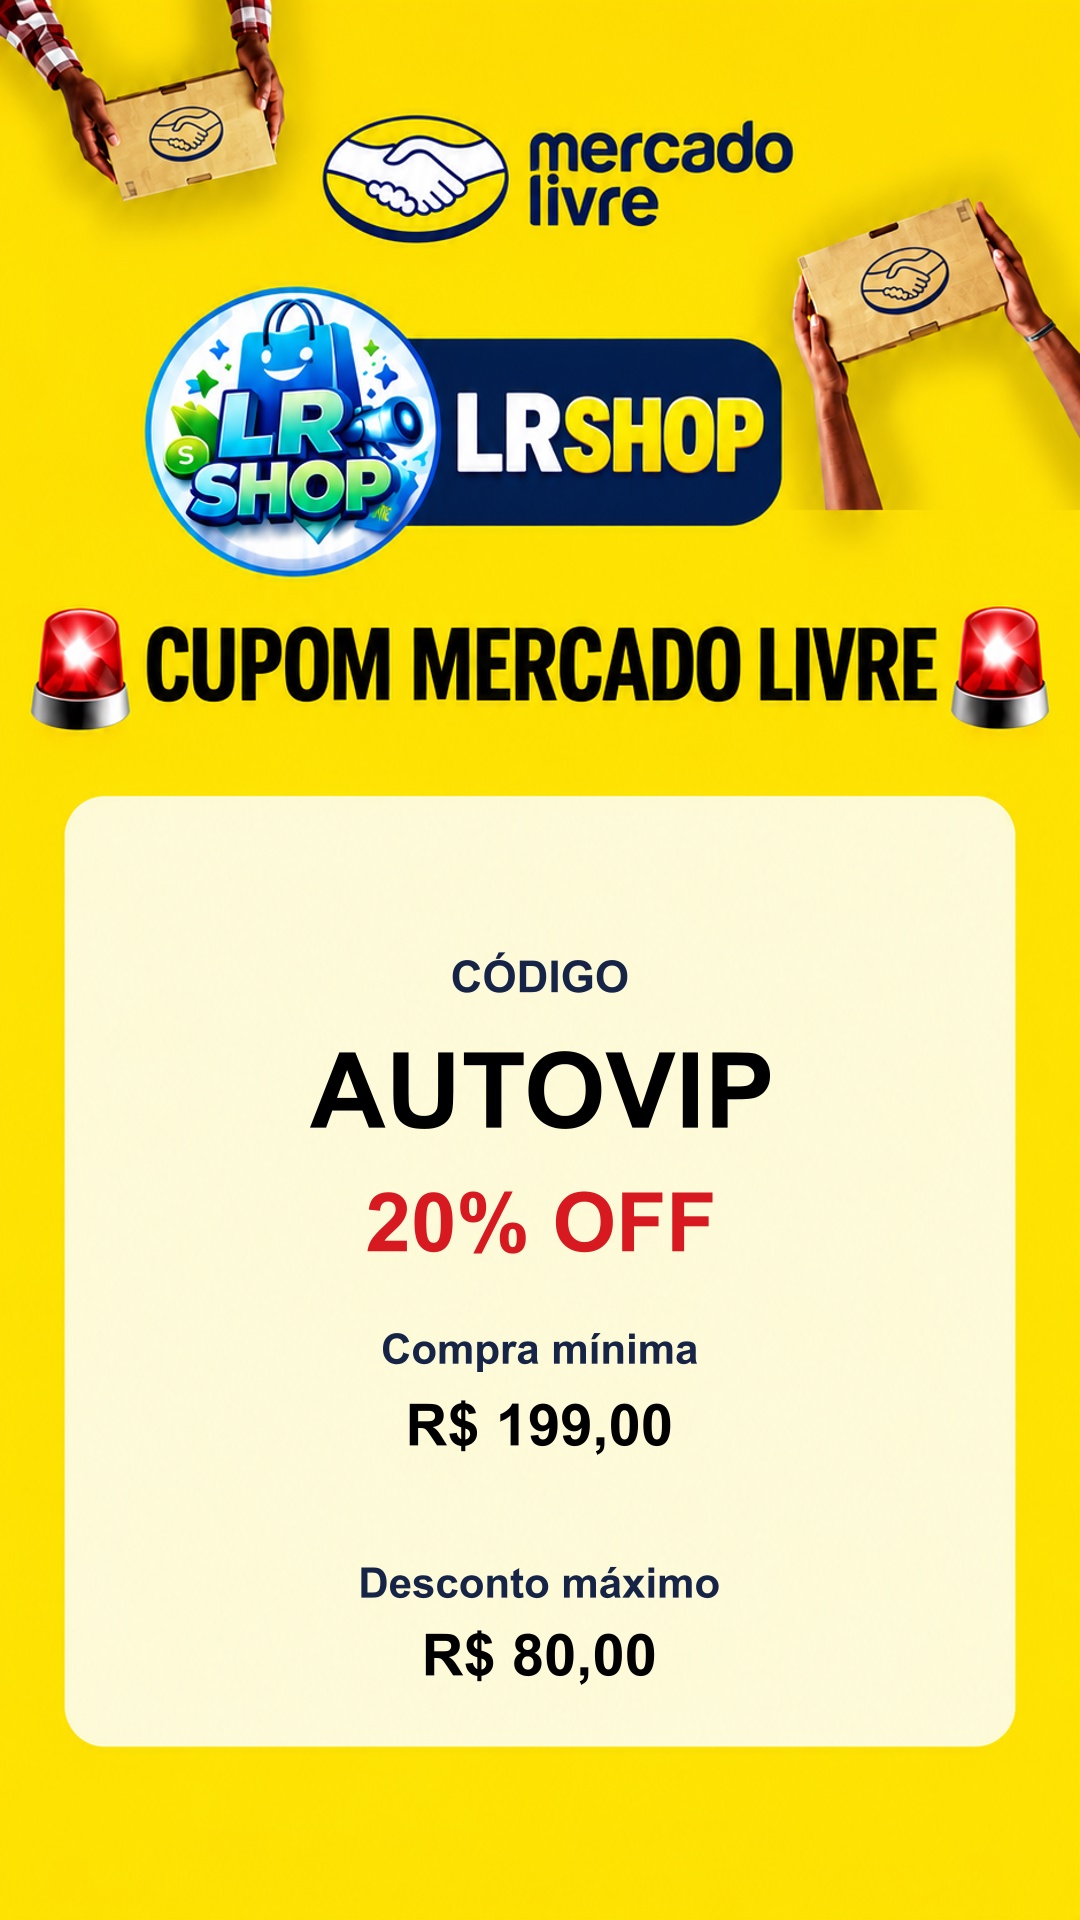 mercado
livre
LR
SHOP
S
LRSHOP
CUPOM MERCADO LIVRE
CÓDIGO
AUTOVIP
20% OFF
Compra mínima
R$ 199,00
Desconto máximo
R$ 80,00